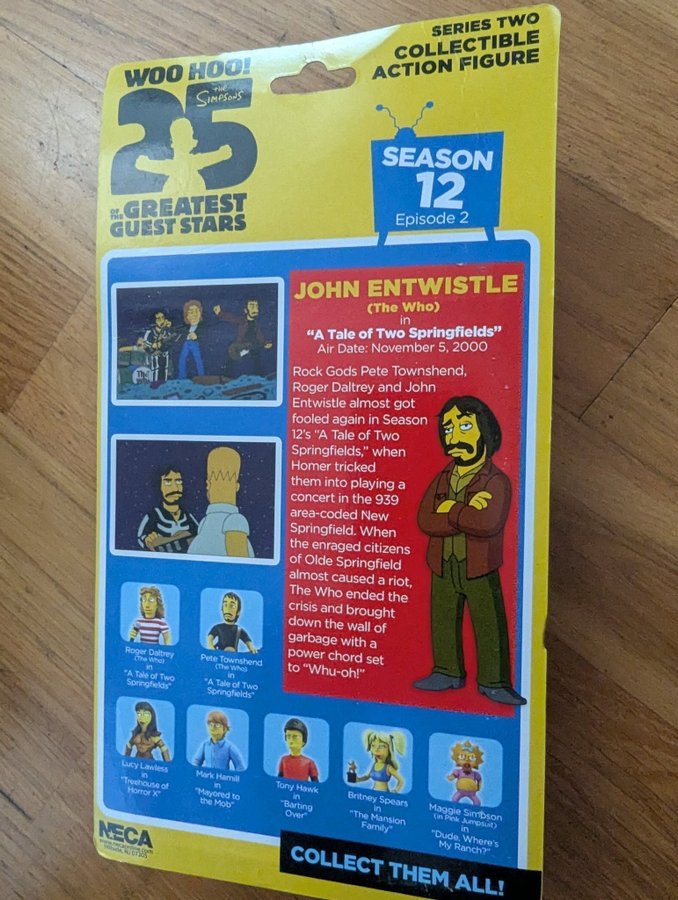 WOO HOO!
The
SIMPSONS
25
OF THE GREATEST
GUEST STARS
SERIES TWO
COLLECTIBLE
ACTION FIGURE
SEASON
12
Episode 2
JOHN ENTWISTLE
(The Who)
in
"A Tale of Two Springfields"
Air Date: November 5, 2000
Rock Gods Pete Townshend,
Roger Daltrey and John
Entwistle almost got
fooled again in Season
12's "A Tale of Two
Springfields," when
Homer tricked
them into playing a
concert in the 939
area-coded New
Springfield. When
the enraged citizens
of Olde Springfield
almost caused a riot,
The Who ended the
crisis and brought
down the wall of
garbage with a
power chord set
to "Whu-oh!"
Roger Daltrey
(The Who)
in
"A Tale of Two
Springfields"
Pete Townshend
(The Who)
in
"A Tale of Two
Springfields"
Lucy Lawless
in
"Treehouse of
Horror X"
Mark Hamill
in
"Mayored to
the Mob"
Tony Hawk
in
"Barting
Over"
Britney Spears
in
"The Mansion
Family"
Maggie Simpson
(in Pink Jumpsuit)
in
"Dude, Where's
My Ranch?"
NECA
COLLECT THEM ALL!